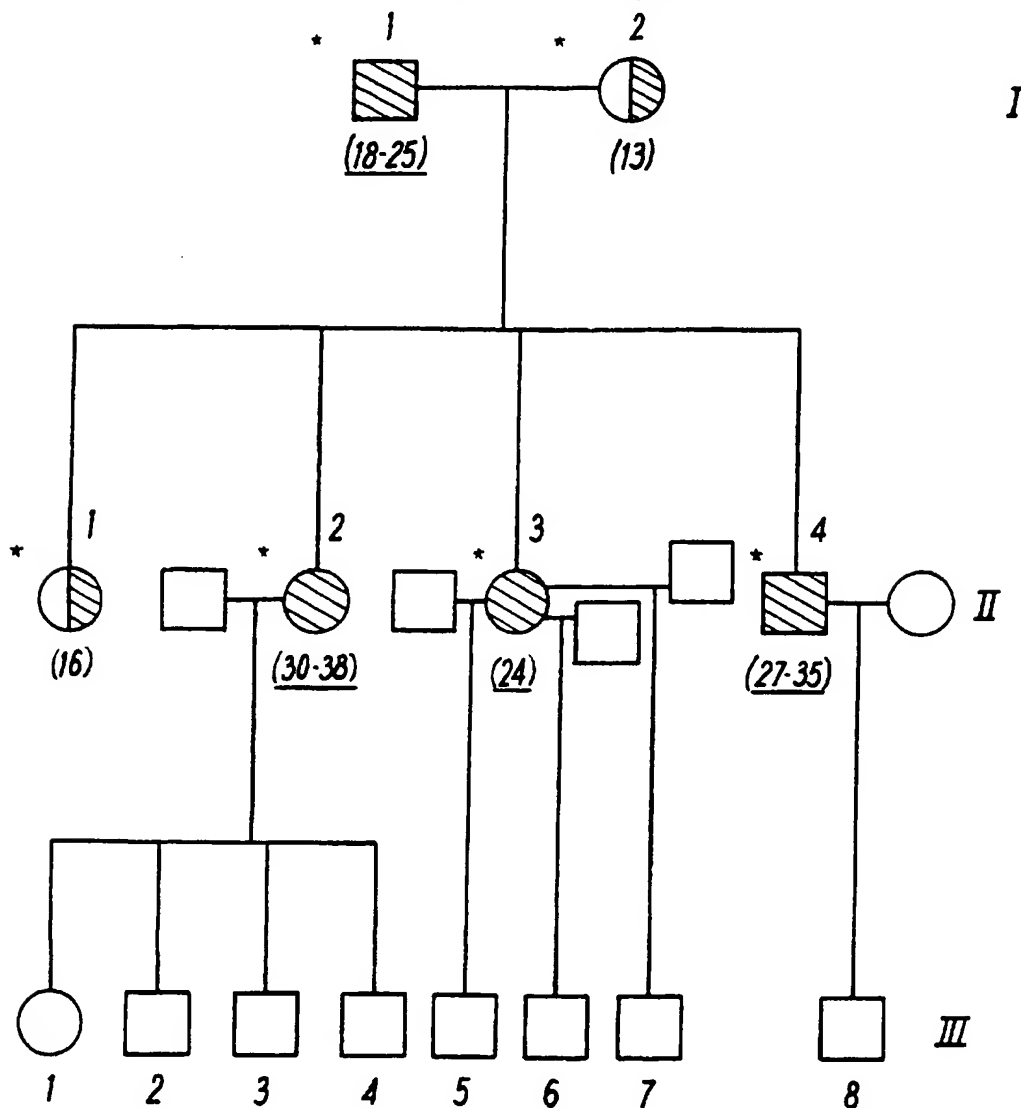 * 1 * 2
I
(18-25) (13)
* 1 * 2 * 3 * 4
II
(16) (30-38) (24) (27-35)
III
1 2 3 4 5 6 7 8